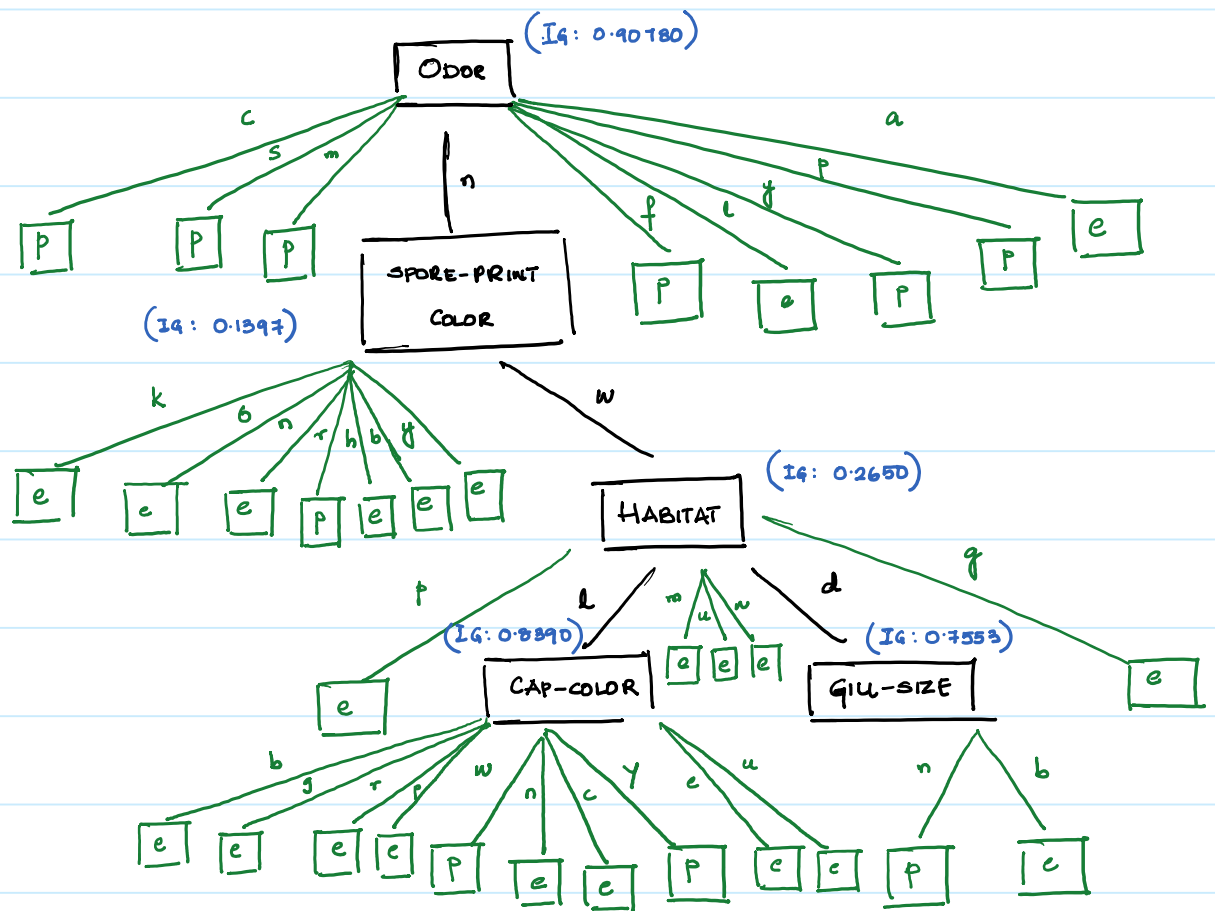 (IG: 0.90780)
ODOR
c
s
m
n
f
l
y
p
a
p
p
p
SPORE-PRINT
COLOR
p
e
p
p
e
(IG: 0.1397)
k
o
n
r
h
b
y
w
e
e
e
p
e
e
e
(IG: 0.2650)
HABITAT
p
l
m
u
w
d
g
(IG: 0.8390)
(IG: 0.7553)
e
e
e
e
CAP-COLOR
GILL-SIZE
e
b
g
r
p
w
n
c
y
e
u
n
b
e
e
e
e
p
e
e
p
e
e
p
e